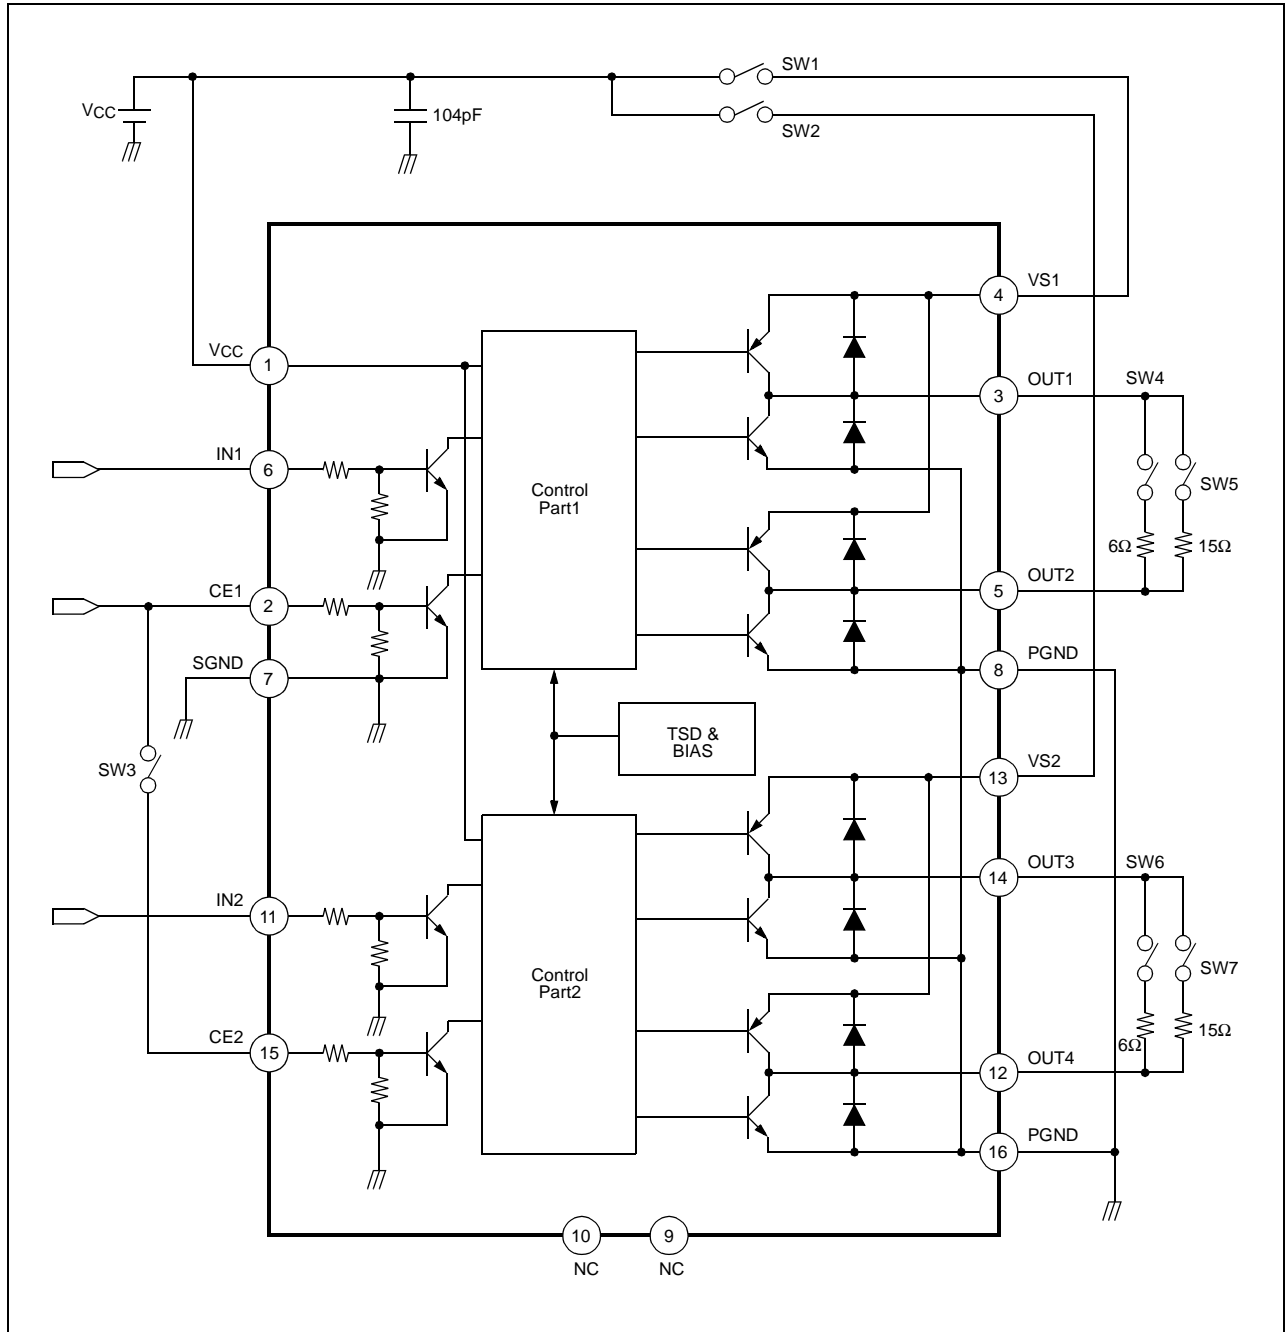 SW1
VCC
104pF
SW2
VS1
4
VCC
1
OUT1
SW4
3
IN1
6
Control
Part1
SW5
6Ω
15Ω
CE1
2
OUT2
5
SGND
7
PGND
8
TSD &
BIAS
SW3
VS2
13
OUT3
SW6
14
IN2
11
Control
Part2
SW7
6Ω
15Ω
CE2
15
OUT4
12
PGND
16
10
9
NC
NC